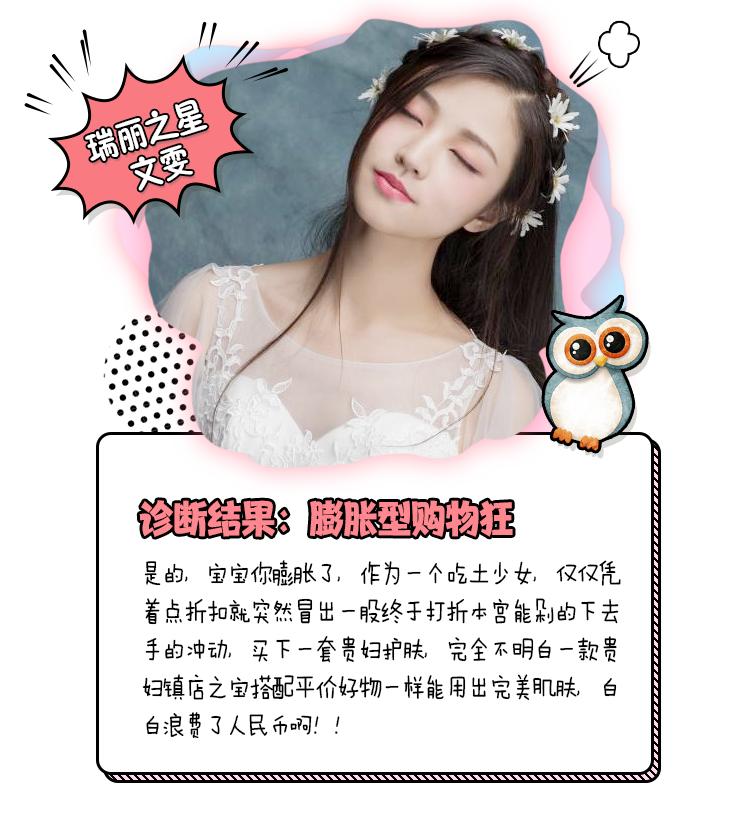 瑞丽之星
文雯
诊断结果：膨胀型购物狂
是的，宝宝你膨胀了，作为一个吃土少女，仅仅凭
着点折扣就突然冒出一股终于打折本宫能剁的下去
手的冲动，买下一套贵妇护肤，完全不明白一款贵
妇镇店之宝搭配平价好物一样能用出完美肌肤，白
白浪费了人民币啊！！